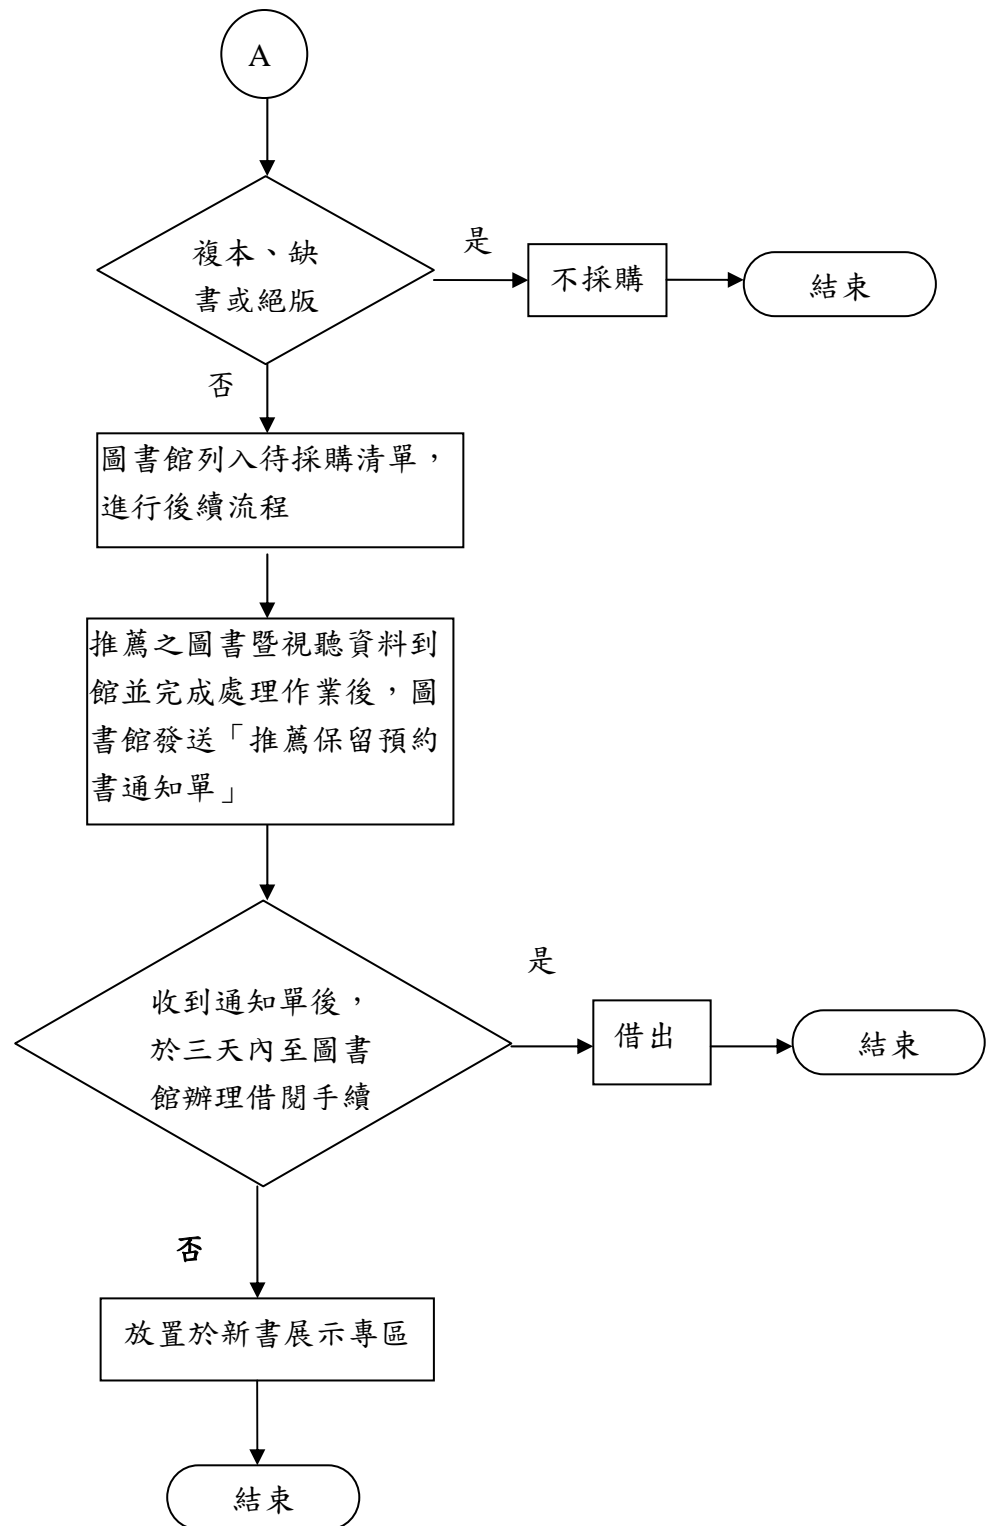 A
複本、缺
書或絕版
是
不採購
結束
否
圖書館列入待採購清單，
進行後續流程
推薦之圖書暨視聽資料到
館並完成處理作業後，圖
書館發送「推薦保留預約
書通知單」
收到通知單後，
於三天內至圖書
館辦理借閱手續
是
借出
結束
否
放置於新書展示專區
結束